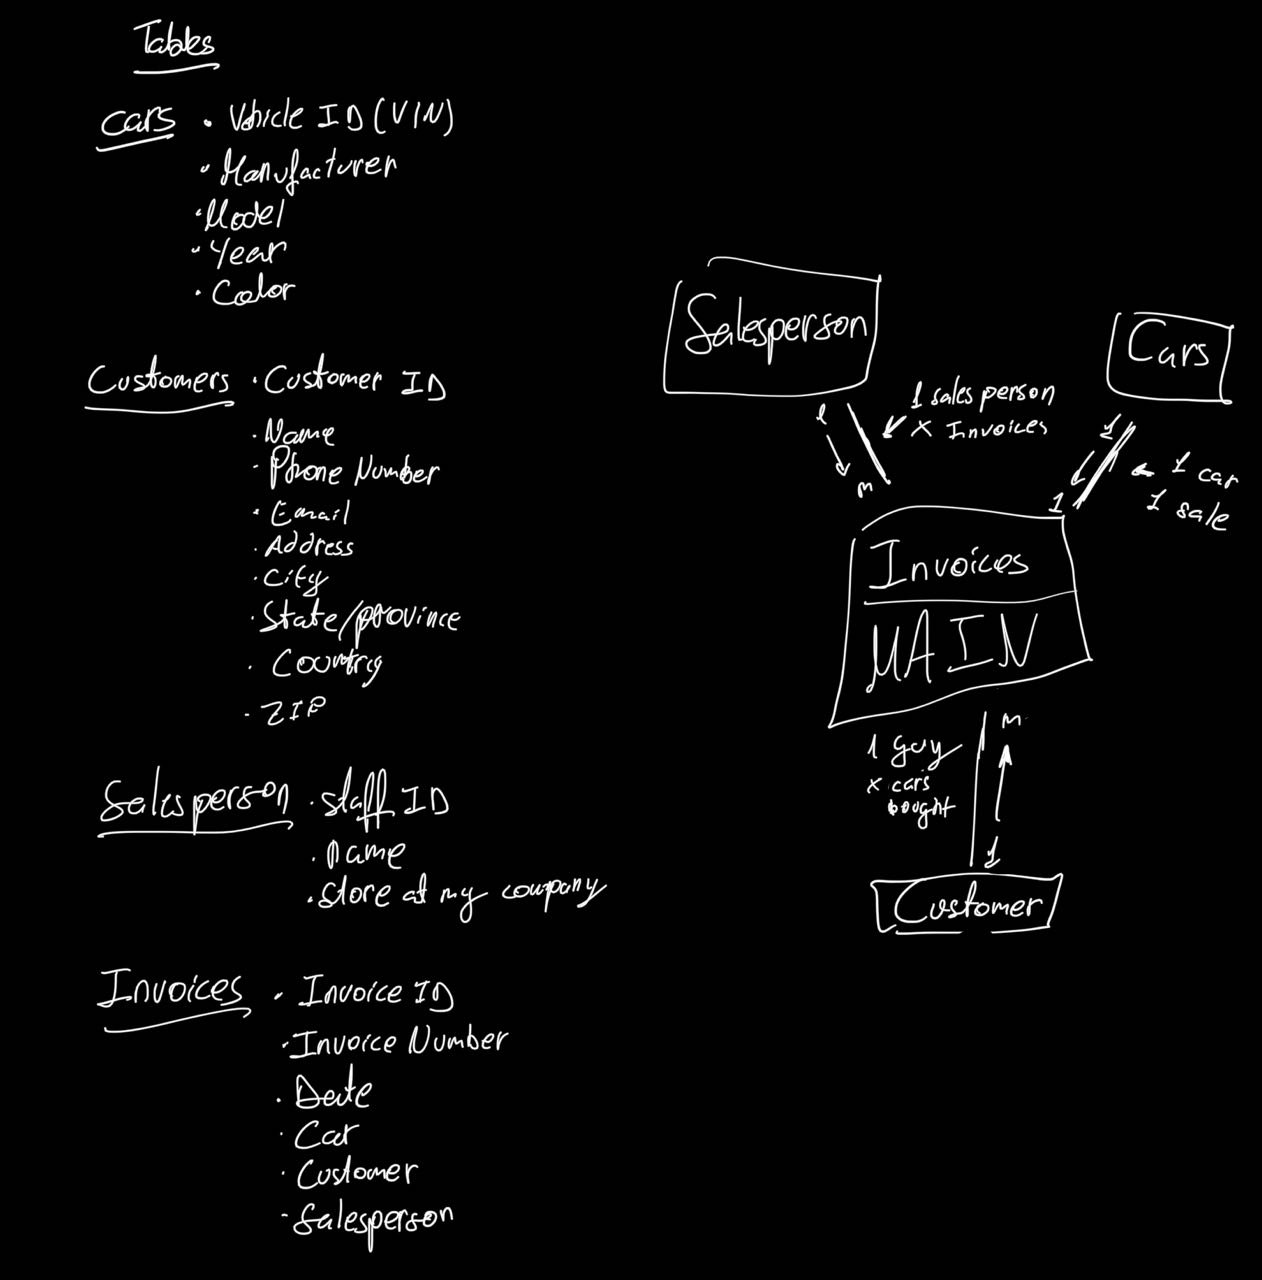 Tables
Cars · Vehicle ID (VIN)
· Manufacturer
· Model
· Year
· Color
Customers · Customer ID
· Name
· Phone Number
· Email
· Address
· City
· State/province
· Country
· ZIP
Salesperson · staff ID
· name
· store at my company
Invoices · Invoice ID
· Invoice Number
· Date
· Car
· Customer
· Salesperson
Salesperson
Cars
1 sales person
x Invoices
1
m
1
1
1 car
1 sale
Invoices
MAIN
m
1 guy
x cars
bought
1
Customer